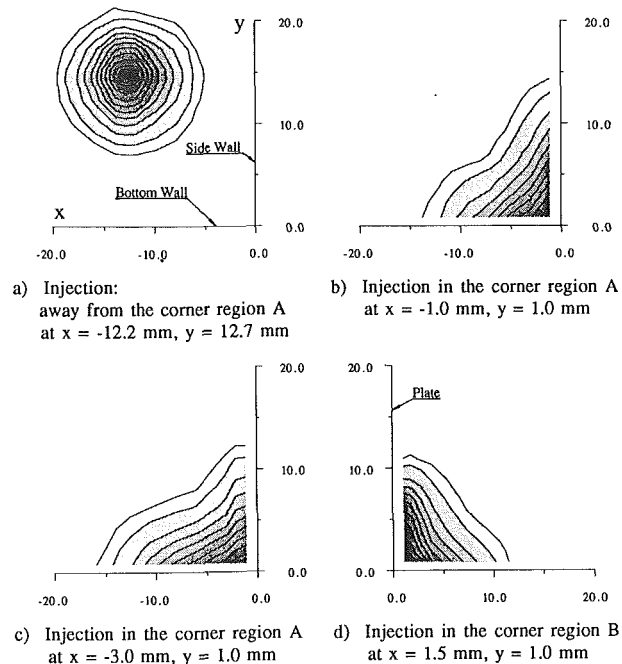 y
20.0
10.0
Side Wall
Bottom Wall
x
0.0
-20.0
-10.0
0.0
a) Injection:
away from the corner region A
at x = -12.2 mm, y = 12.7 mm
20.0
10.0
0.0
-20.0
-10.0
0.0
b) Injection in the corner region A
at x = -1.0 mm, y = 1.0 mm
20.0
10.0
0.0
-20.0
-10.0
0.0
c) Injection in the corner region A
at x = -3.0 mm, y = 1.0 mm
20.0
Plate
10.0
0.0
0.0
10.0
20.0
d) Injection in the corner region B
at x = 1.5 mm, y = 1.0 mm